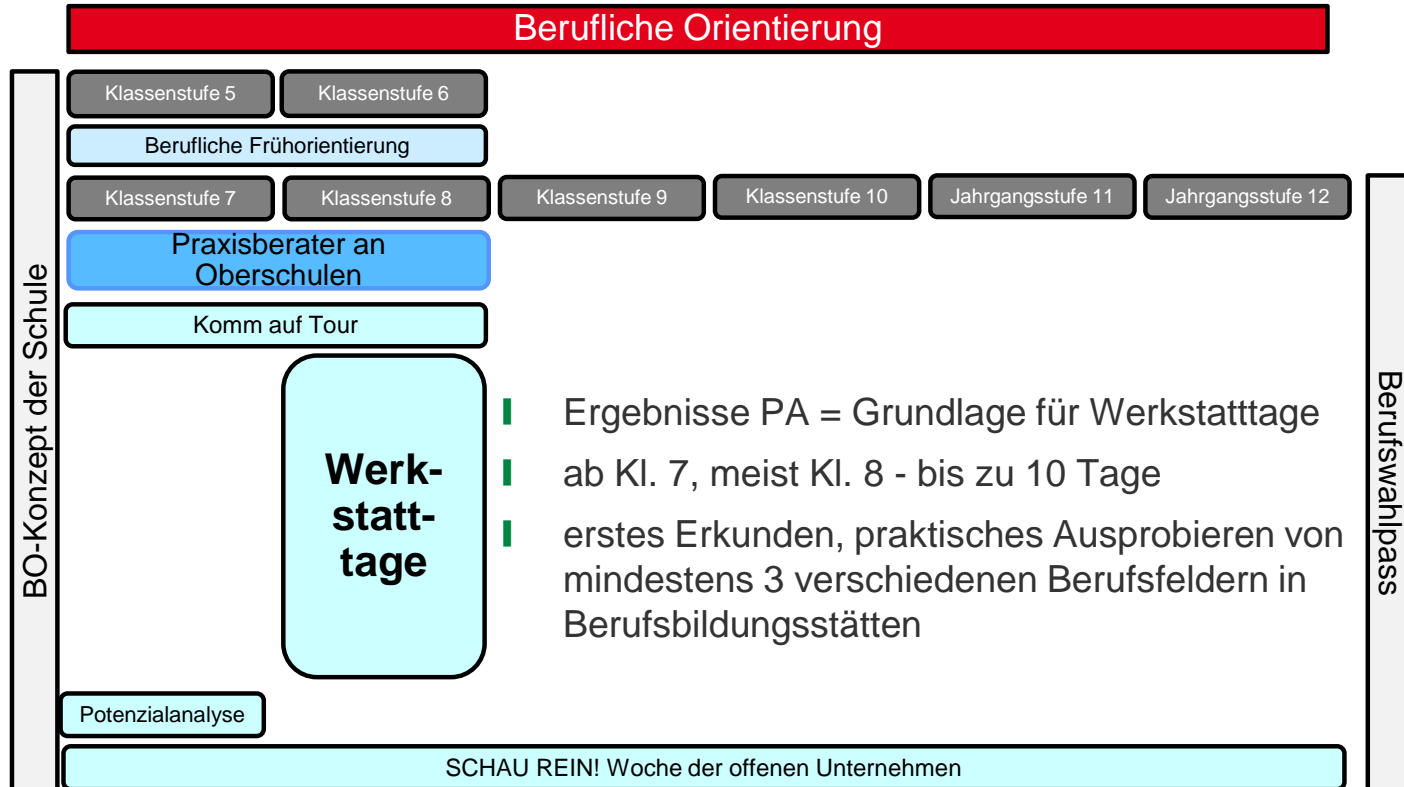 Berufliche Orientierung
Klassenstufe 5
Klassenstufe 6
Berufliche Frühorientierung
Klassenstufe 7
Klassenstufe 8
Klassenstufe 9
Klassenstufe 10
Jahrgangsstufe 11
Jahrgangsstufe 12
BO-Konzept der Schule
Praxisberater an
Oberschulen
Komm auf Tour
Werk-
statt-
tage
Ergebnisse PA = Grundlage für Werkstatttage
ab Kl. 7, meist Kl. 8 - bis zu 10 Tage
erstes Erkunden, praktisches Ausprobieren von
mindestens 3 verschiedenen Berufsfeldern in
Berufsbildungsstätten
Berufswahlpass
Potenzialanalyse
SCHAU REIN! Woche der offenen Unternehmen